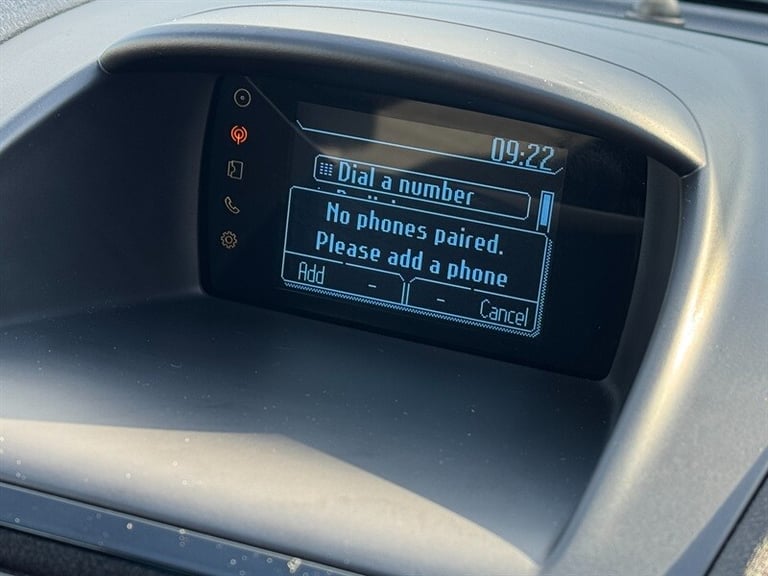 09:22
Dial a number
No phones paired.
Please add a phone
Add
Cancel